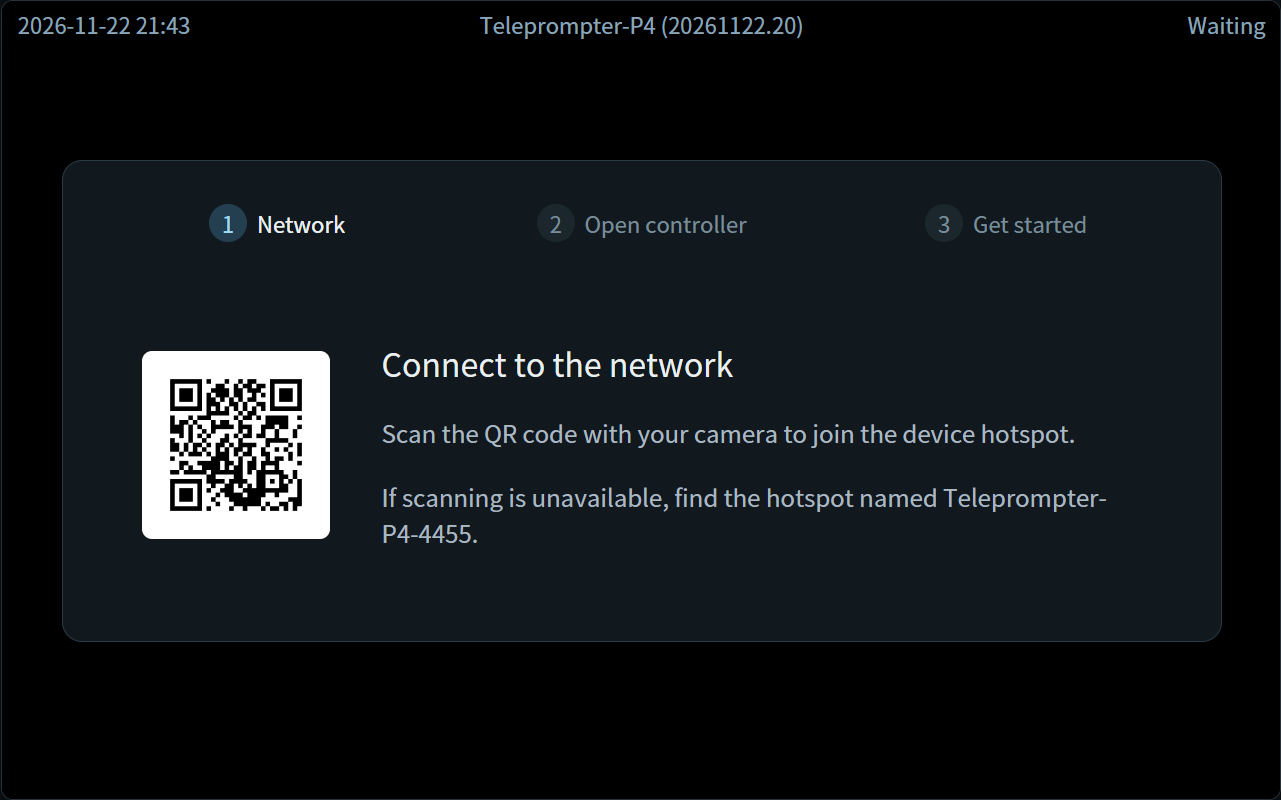 2026-11-22 21:43
Teleprompter-P4 (20261122.20)
Waiting
1 Network
2 Open controller
3 Get started
Connect to the network
Scan the QR code with your camera to join the device hotspot.
If scanning is unavailable, find the hotspot named Teleprompter-
P4-4455.